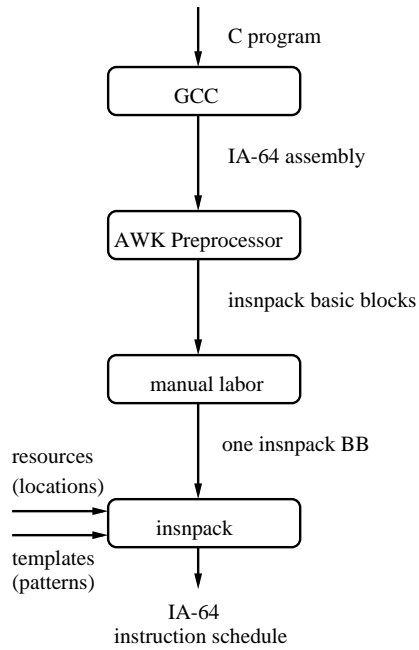 C program
GCC
IA-64 assembly
AWK Preprocessor
insnpack basic blocks
manual labor
one insnpack BB
resources
(locations)
insnpack
templates
(patterns)
IA-64
instruction schedule